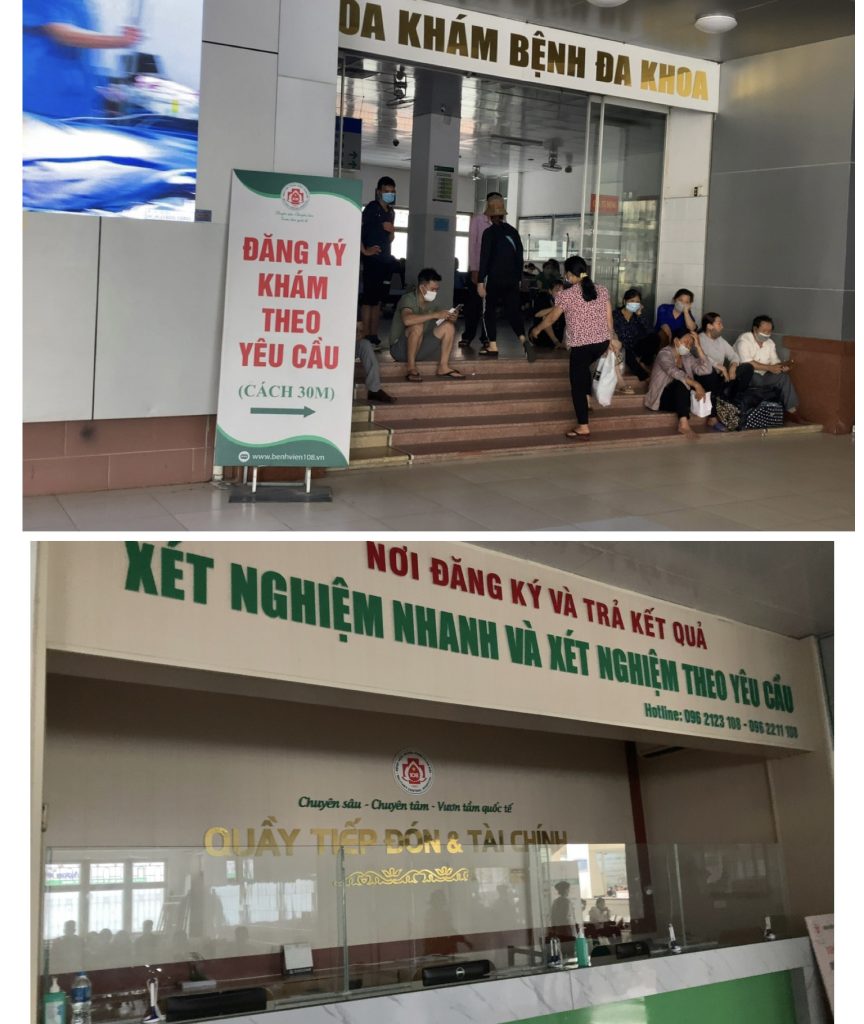 OA KHÁM BỆNH ĐA KHOA
ĐĂNG KÝ
KHÁM
THEO
YÊU CẦU
(CÁCH 30M)
www.benhvien108.vn
NƠI ĐĂNG KÝ VÀ TRẢ KẾT QUẢ
XÉT NGHIỆM NHANH VÀ XÉT NGHIỆM THEO YÊU CẦU
Hotline: 096 2123 108 - 096 2211 108
108
Chuyên sâu - Chuyên tâm - Vươn tầm quốc tế
QUẦY TIẾP ĐÓN & TÀI CHÍNH